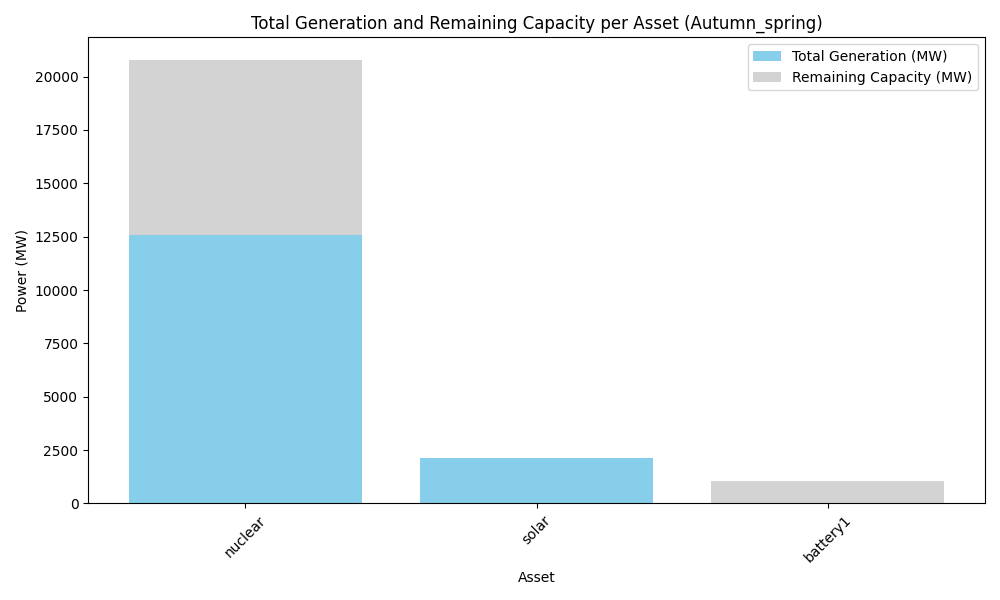 Total Generation and Remaining Capacity per Asset (Autumn_spring)
Total Generation (MW)
Remaining Capacity (MW)
Power (MW)
20000
17500
15000
12500
10000
7500
5000
2500
0
nuclear
solar
battery1
Asset